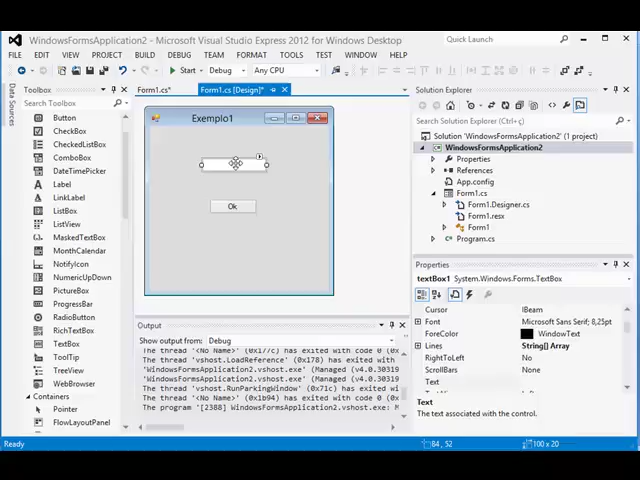 WindowsFormsApplication2 - Microsoft Visual Studio Express 2012 for Windows Desktop
Quick Launch
FILE EDIT VIEW PROJECT BUILD DEBUG TEAM FORMAT TOOLS TEST WINDOW HELP
Start Debug Any CPU
Data Sources
Toolbox
Search Toolbox
Button
CheckBox
CheckedListBox
ComboBox
DateTimePicker
Label
LinkLabel
ListBox
ListView
MaskedTextBox
MonthCalendar
NotifyIcon
NumericUpDown
PictureBox
ProgressBar
RadioButton
RichTextBox
TextBox
ToolTip
TreeView
WebBrowser
Containers
Pointer
FlowLayoutPanel
Form1.cs* Form1.cs [Design]*
Exemplo1
Ok
Output
Show output from: Debug
The thread '<No Name>' (0x177c) has exited with code 0 (
The thread 'vshost.LoadReference' (0x178) has exited wit
'WindowsFormsApplication2.vshost.exe' (Managed (v4.0.30319
'WindowsFormsApplication2.vshost.exe' (Managed (v4.0.30319
The thread 'vshost.RunParkingWindow' (0x71c) has exited
The thread '<No Name>' (0x1b94) has exited with code 0 (
The program '[2388] WindowsFormsApplication2.vshost.exe: M
Solution Explorer
Search Solution Explorer (Ctrl+ç)
Solution 'WindowsFormsApplication2' (1 project)
WindowsFormsApplication2
Properties
References
App.config
Form1.cs
Form1.Designer.cs
Form1.resx
Form1
Program.cs
Properties
textBox1 System.Windows.Forms.TextBox
Cursor IBeam
Font Microsoft Sans Serif; 8,25pt
ForeColor WindowText
Lines String[] Array
RightToLeft No
ScrollBars None
Text
Text
The text associated with the control.
Ready
84 , 52
100 x 20